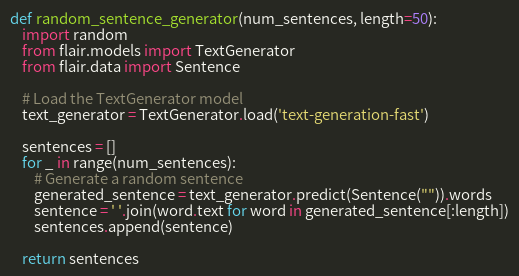 def random_sentence_generator(num_sentences, length=50):
    import random
    from flair.models import TextGenerator
    from flair.data import Sentence

    # Load the TextGenerator model
    text_generator = TextGenerator.load('text-generation-fast')

    sentences = []
    for _ in range(num_sentences):
        # Generate a random sentence
        generated_sentence = text_generator.predict(Sentence("")).words
        sentence = ' '.join(word.text for word in generated_sentence[:length])
        sentences.append(sentence)

    return sentences